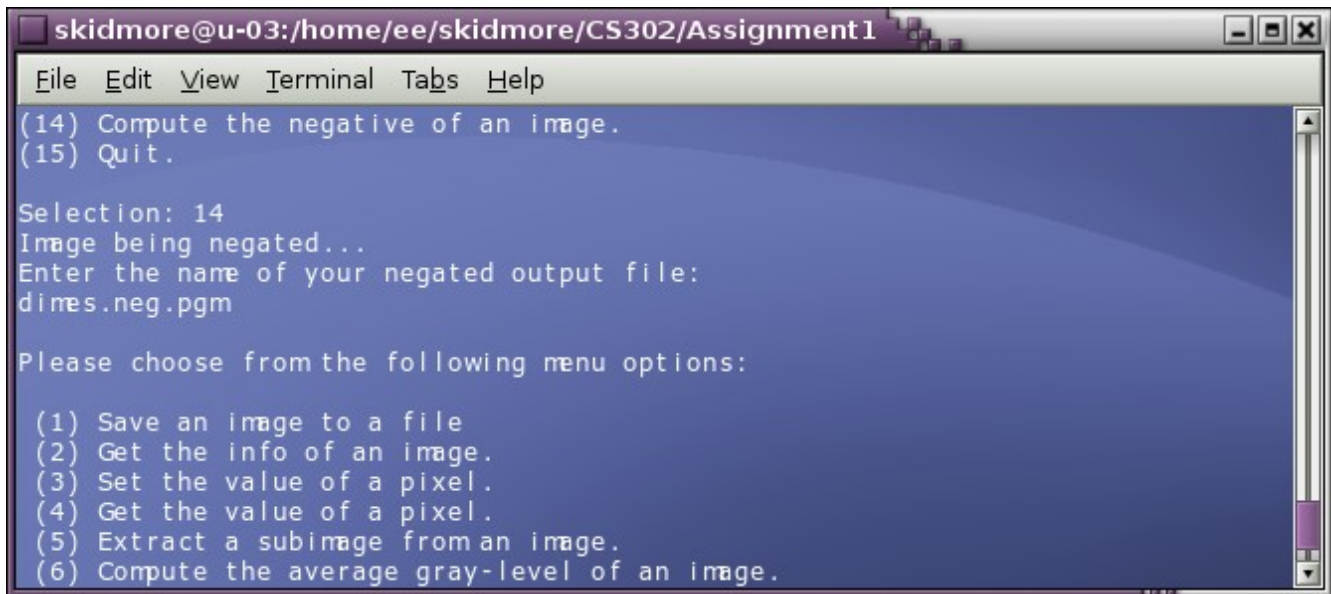 skidmore@u-03:/home/ee/skidmore/CS302/Assignment1
File Edit View Terminal Tabs Help
(14) Compute the negative of an image.
(15) Quit.
Selection: 14
Image being negated...
Enter the name of your negated output file:
dimes.neg.pgm
Please choose from the following menu options:
(1) Save an image to a file
(2) Get the info of an image.
(3) Set the value of a pixel.
(4) Get the value of a pixel.
(5) Extract a subimage from an image.
(6) Compute the average gray-level of an image.